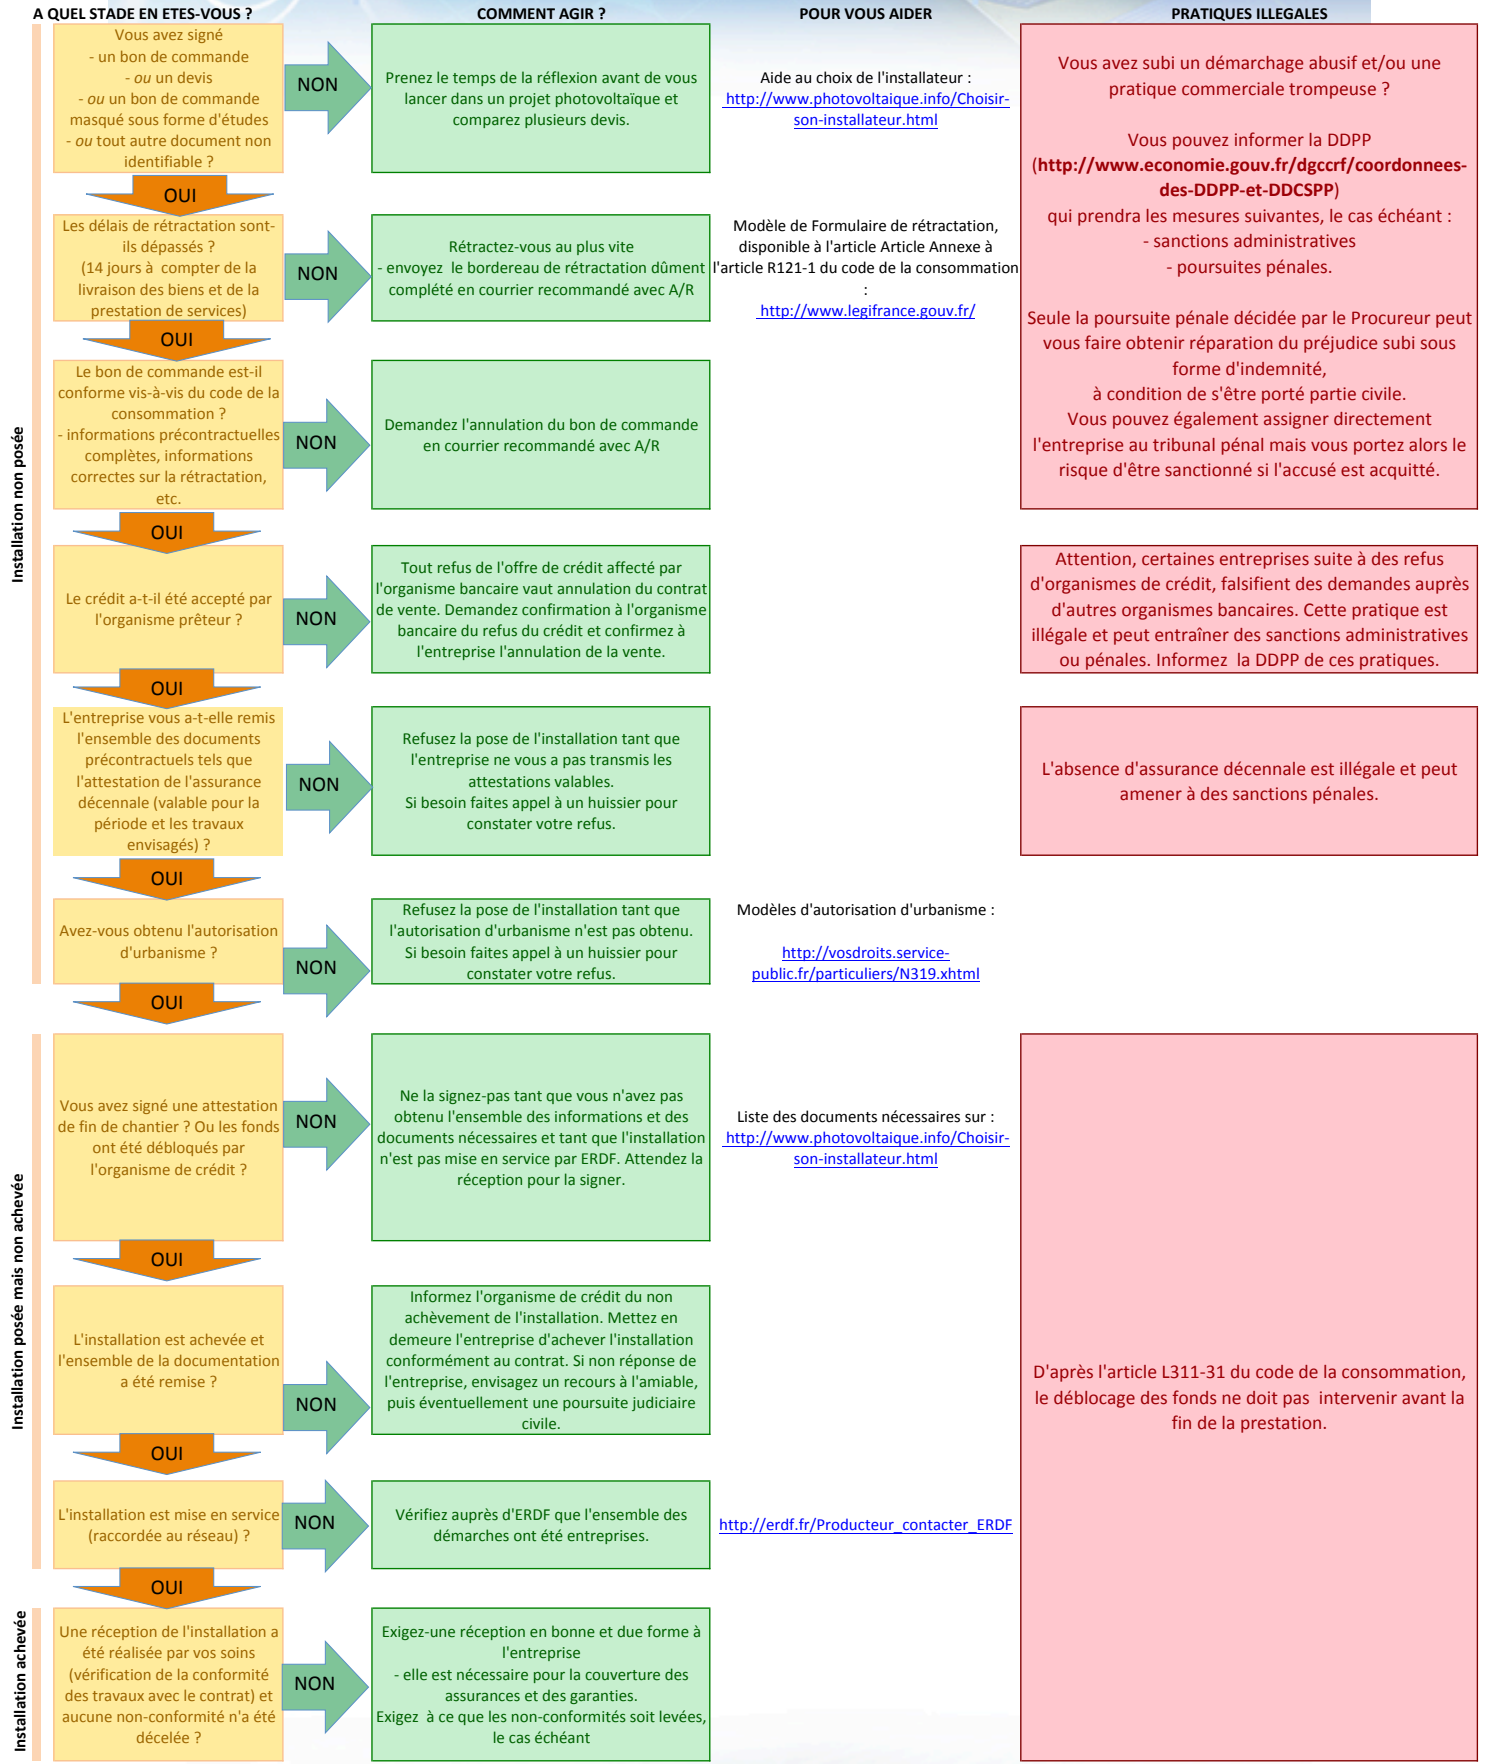 A QUEL STADE EN ETES-VOUS ?
COMMENT AGIR ?
POUR VOUS AIDER
PRATIQUES ILLEGALES
Installation non posée
Vous avez signé
- un bon de commande
- ou un devis
- ou un bon de commande
masqué sous forme d'études
- ou tout autre document non
identifiable ?
NON
Prenez le temps de la réflexion avant de vous
lancer dans un projet photovoltaïque et
comparez plusieurs devis.
Aide au choix de l'installateur :
http://www.photovoltaique.info/Choisir-
son-installateur.html
Vous avez subi un démarchage abusif et/ou une
pratique commerciale trompeuse ?
Vous pouvez informer la DDPP
(http://www.economie.gouv.fr/dgccrf/coordonnees-
des-DDPP-et-DDCSPP)
qui prendra les mesures suivantes, le cas échéant :
- sanctions administratives
- poursuites pénales.
Seule la poursuite pénale décidée par le Procureur peut
vous faire obtenir réparation du préjudice subi sous
forme d'indemnité,
à condition de s'être porté partie civile.
Vous pouvez également assigner directement
l'entreprise au tribunal pénal mais vous portez alors le
risque d'être sanctionné si l'accusé est acquitté.
OUI
Les délais de rétractation sont-
ils dépassés ?
(14 jours à compter de la
livraison des biens et de la
prestation de services)
NON
Rétractez-vous au plus vite
- envoyez le bordereau de rétractation dûment
complété en courrier recommandé avec A/R
Modèle de Formulaire de rétractation,
disponible à l'article Article Annexe à
l'article R121-1 du code de la consommation
:
http://www.legifrance.gouv.fr/
OUI
Le bon de commande est-il
conforme vis-à-vis du code de la
consommation ?
- informations précontractuelles
complètes, informations
correctes sur la rétractation,
etc.
NON
Demandez l'annulation du bon de commande
en courrier recommandé avec A/R
OUI
Le crédit a-t-il été accepté par
l'organisme prêteur ?
NON
Tout refus de l'offre de crédit affecté par
l'organisme bancaire vaut annulation du contrat
de vente. Demandez confirmation à l'organisme
bancaire du refus du crédit et confirmez à
l'entreprise l'annulation de la vente.
Attention, certaines entreprises suite à des refus
d'organismes de crédit, falsifient des demandes auprès
d'autres organismes bancaires. Cette pratique est
illégale et peut entraîner des sanctions administratives
ou pénales. Informez la DDPP de ces pratiques.
OUI
L'entreprise vous a-t-elle remis
l'ensemble des documents
précontractuels tels que
l'attestation de l'assurance
décennale (valable pour la
période et les travaux
envisagés) ?
NON
Refusez la pose de l'installation tant que
l'entreprise ne vous a pas transmis les
attestations valables.
Si besoin faites appel à un huissier pour
constater votre refus.
L'absence d'assurance décennale est illégale et peut
amener à des sanctions pénales.
OUI
Avez-vous obtenu l'autorisation
d'urbanisme ?
NON
Refusez la pose de l'installation tant que
l'autorisation d'urbanisme n'est pas obtenu.
Si besoin faites appel à un huissier pour
constater votre refus.
Modèles d'autorisation d'urbanisme :
http://vosdroits.service-
public.fr/particuliers/N319.xhtml
OUI
Installation posée mais non achevée
Vous avez signé une attestation
de fin de chantier ? Ou les fonds
ont été débloqués par
l'organisme de crédit ?
NON
Ne la signez-pas tant que vous n'avez pas
obtenu l'ensemble des informations et des
documents nécessaires et tant que l'installation
n'est pas mise en service par ERDF. Attendez la
réception pour la signer.
Liste des documents nécessaires sur :
http://www.photovoltaique.info/Choisir-
son-installateur.html
OUI
L'installation est achevée et
l'ensemble de la documentation
a été remise ?
NON
Informez l'organisme de crédit du non
achèvement de l'installation. Mettez en
demeure l'entreprise d'achever l'installation
conformément au contrat. Si non réponse de
l'entreprise, envisagez un recours à l'amiable,
puis éventuellement une poursuite judiciaire
civile.
D'après l'article L311-31 du code de la consommation,
le déblocage des fonds ne doit pas intervenir avant la
fin de la prestation.
OUI
L'installation est mise en service
(raccordée au réseau) ?
NON
Vérifiez auprès d'ERDF que l'ensemble des
démarches ont été entreprises.
http://erdf.fr/Producteur_contacter_ERDF
OUI
Installation achevée
Une réception de l'installation a
été réalisée par vos soins
(vérification de la conformité
des travaux avec le contrat) et
aucune non-conformité n'a été
décelée ?
NON
Exigez-une réception en bonne et due forme à
l'entreprise
- elle est nécessaire pour la couverture des
assurances et des garanties.
Exigez à ce que les non-conformités soit levées,
le cas échéant